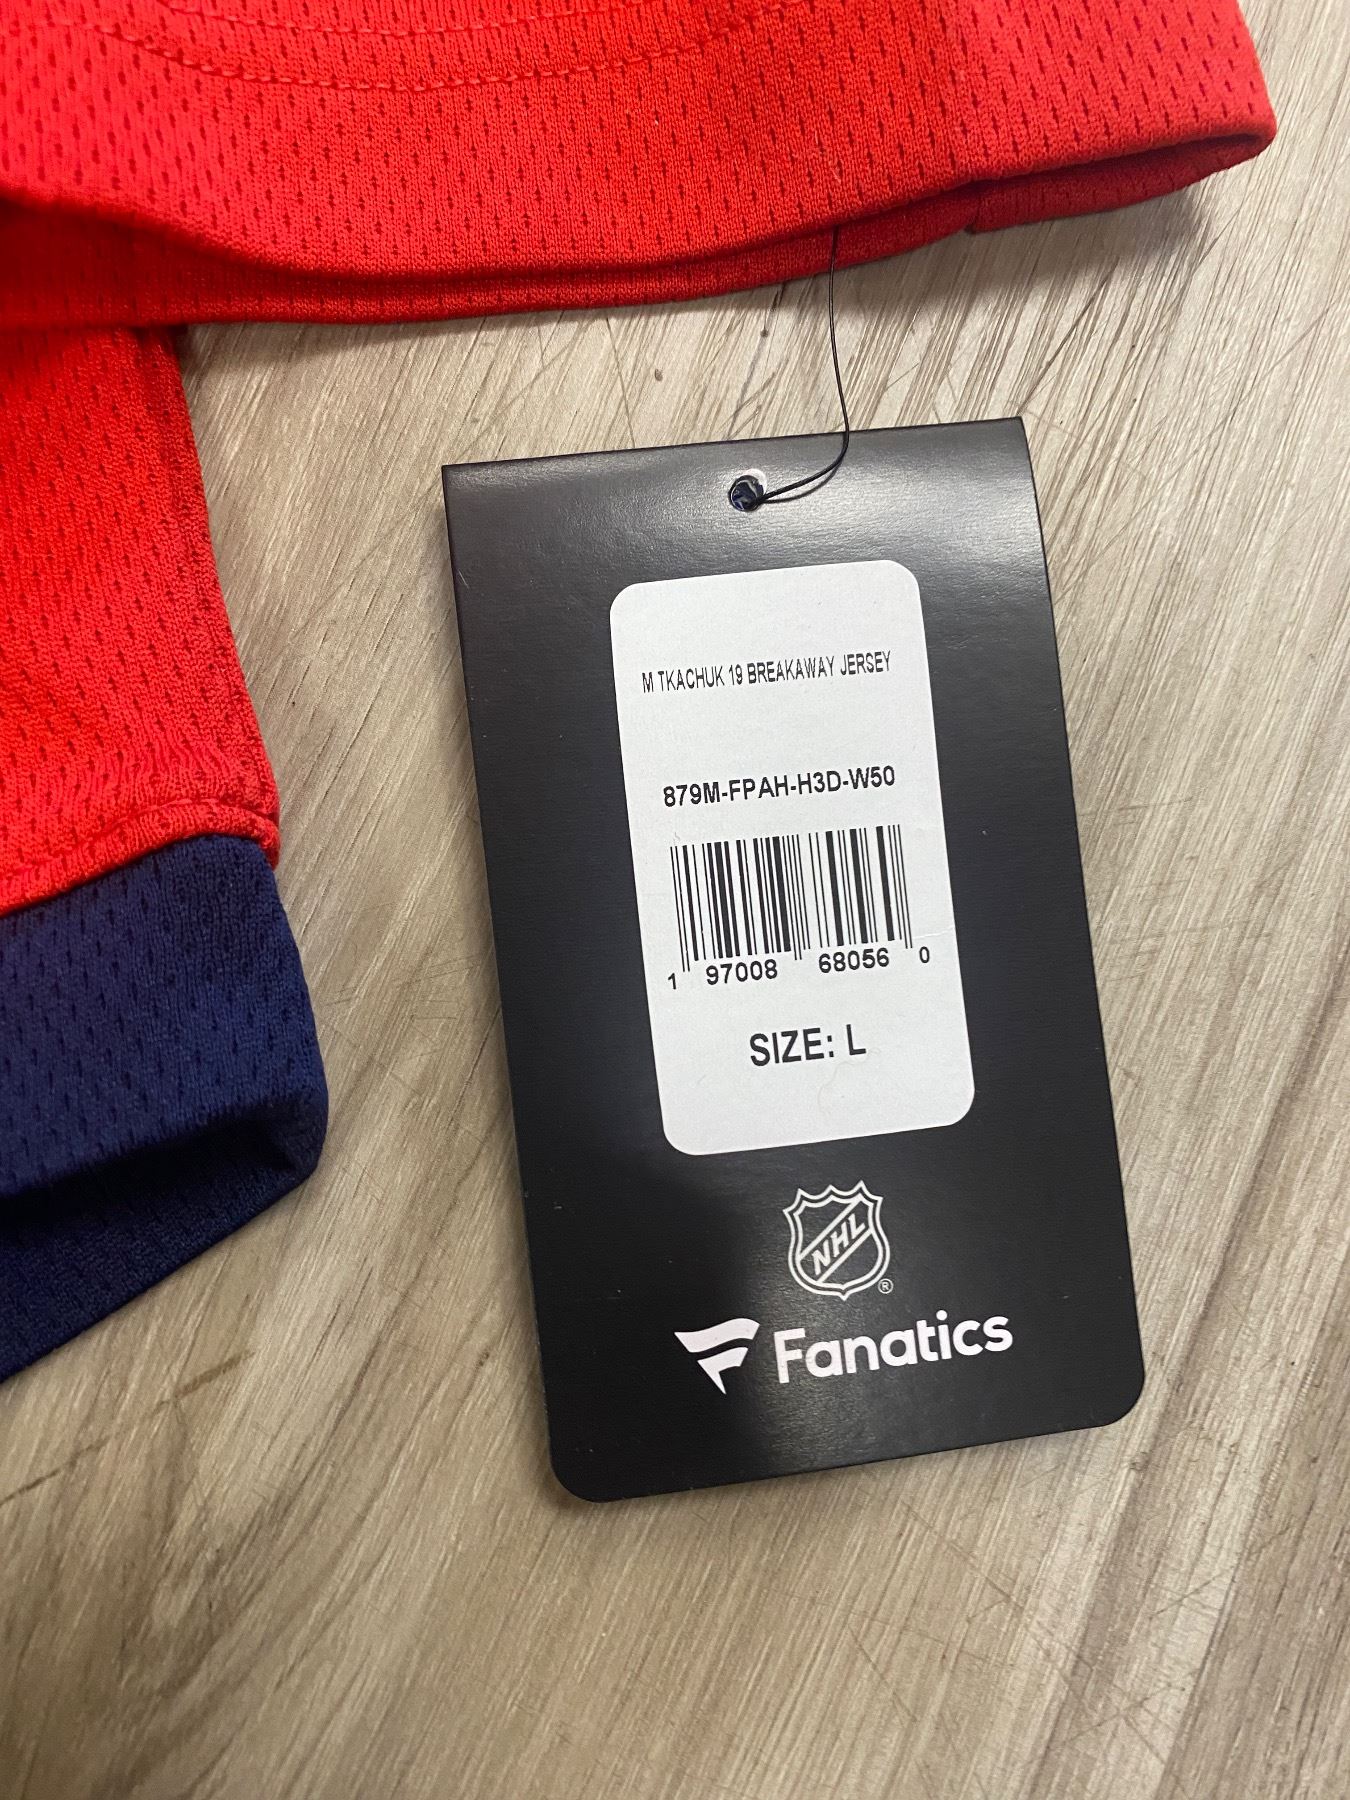 M TKACHUK 19 BREAKAWAY JERSEY
879M-FPAH-H3D-W50
1 97008 68056 0
SIZE: L
NHL ®
Fanatics